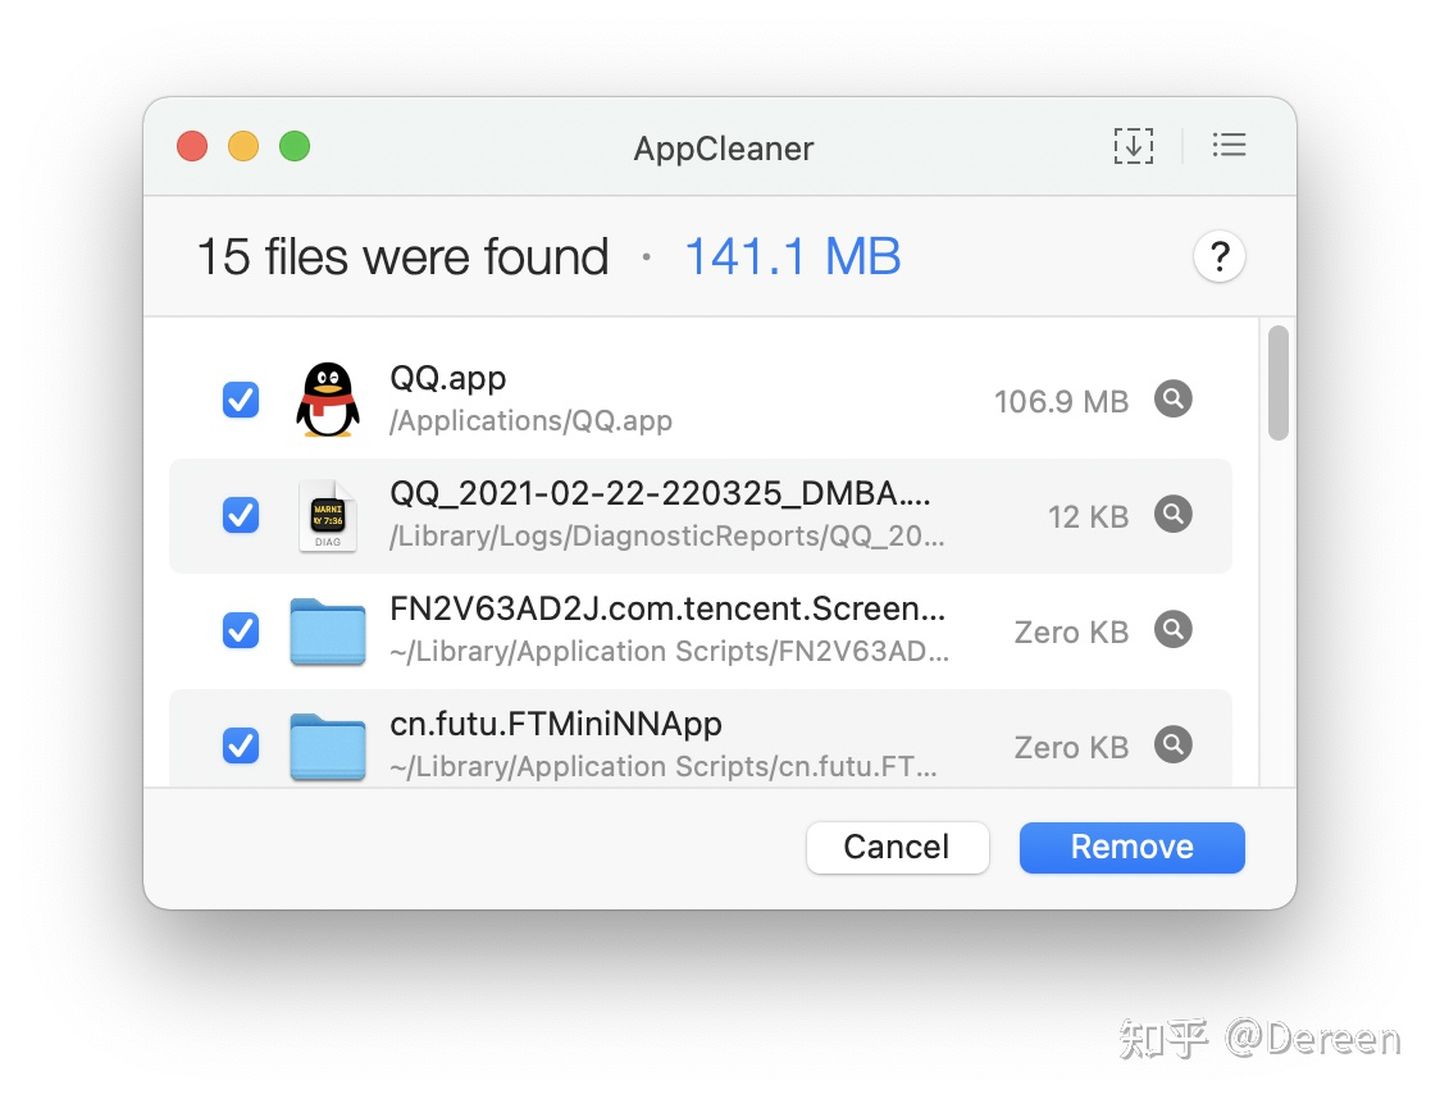 AppCleaner
15 files were found · 141.1 MB
?
QQ.app
/Applications/QQ.app
106.9 MB
WARNI
RY 7:36
DIAG
QQ_2021-02-22-220325_DMBA....
/Library/Logs/DiagnosticReports/QQ_20...
12 KB
FN2V63AD2J.com.tencent.Screen...
~/Library/Application Scripts/FN2V63AD...
Zero KB
cn.futu.FTMiniNNApp
~/Library/Application Scripts/cn.futu.FT...
Zero KB
Cancel
Remove
知乎 @Dereen